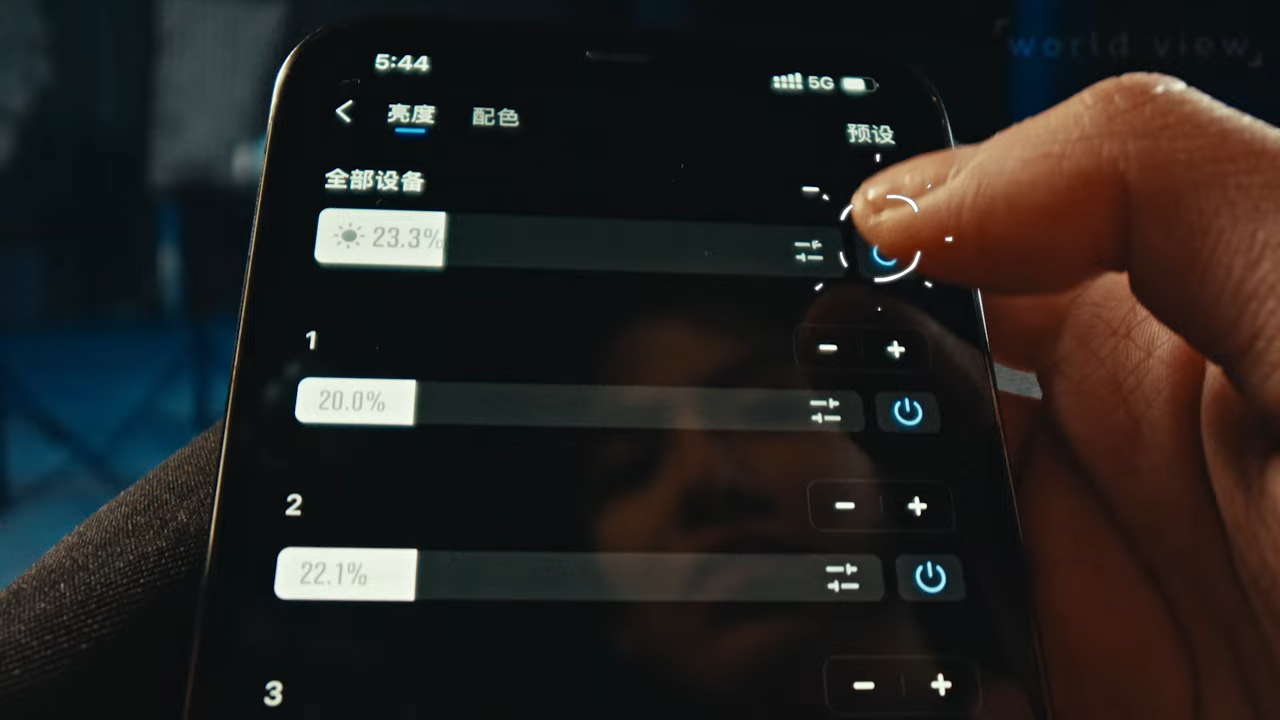 「world view」
5:44
5G
亮度 配色
预设
全部设备
23.3%
1
- +
20.0%
2
- +
22.1%
3
- +